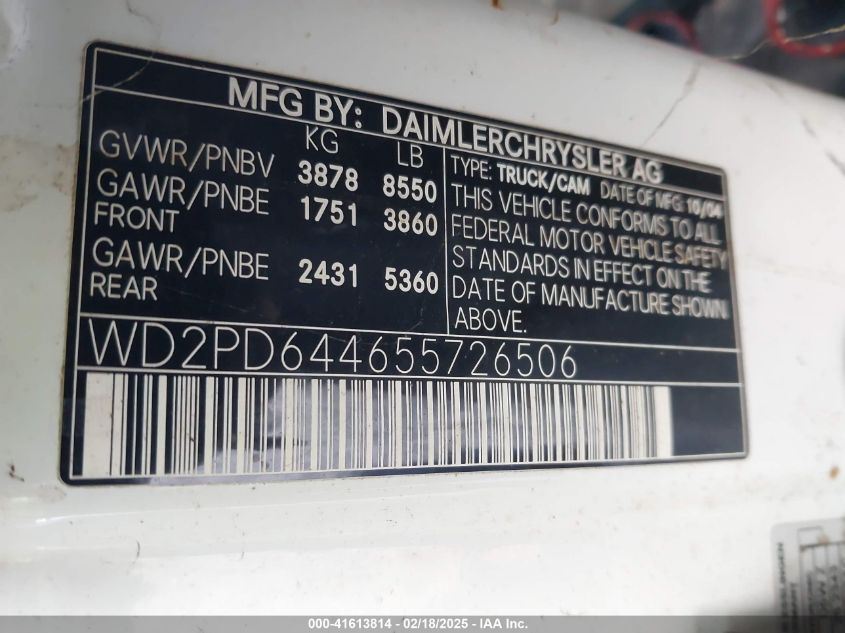 MFG BY: DAIMLERCHRYSLER AG
KG LB
GVWR/PNBV 3878 8550
GAWR/PNBE 1751 3860
FRONT
GAWR/PNBE 2431 5360
REAR
TYPE: TRUCK/CAM DATE OF MFG 10/04
THIS VEHICLE CONFORMS TO ALL
FEDERAL MOTOR VEHICLE SAFETY
STANDARDS IN EFFECT ON THE
DATE OF MANUFACTURE SHOWN
ABOVE.
WD2PD644655726506
000-41613814 - 02/18/2025 - IAA Inc.